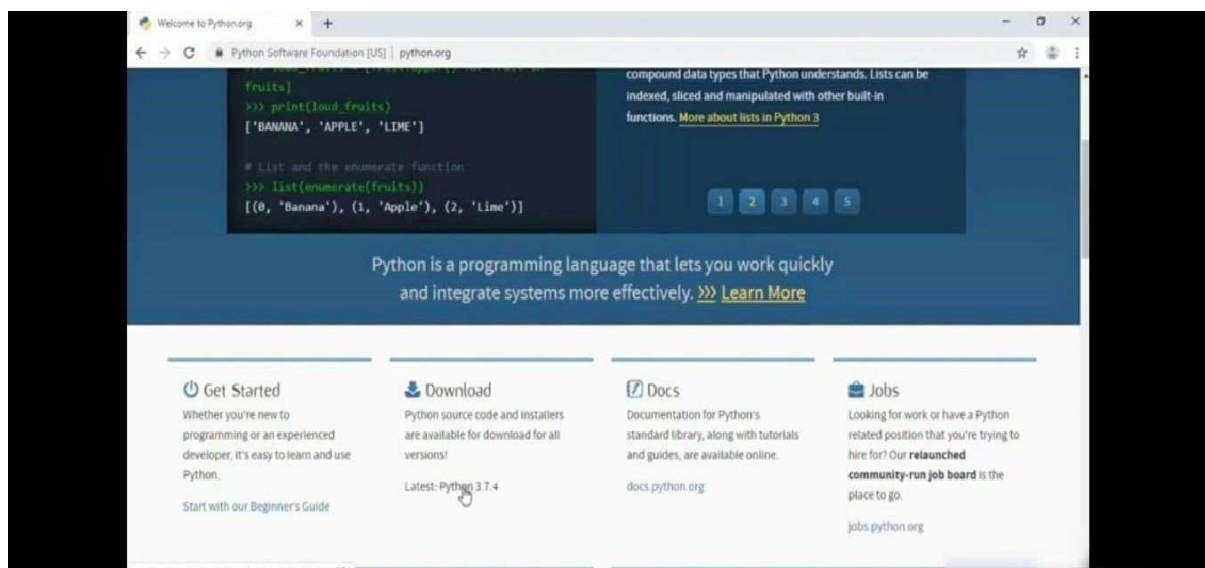 Welcome to Python.org
Python Software Foundation [US] | python.org
fruits]
>>> print(loud_fruits)
['BANANA', 'APPLE', 'LIME']
# List and the enumerate function
>>> list(enumerate(fruits))
[(0, 'Banana'), (1, 'Apple'), (2, 'Lime')]
compound data types that Python understands. Lists can be
indexed, sliced and manipulated with other built-in
functions. More about lists in Python 3
1 2 3 4 5
Python is a programming language that lets you work quickly
and integrate systems more effectively. >>> Learn More
Get Started
Whether you're new to
programming or an experienced
developer, it's easy to learn and use
Python.
Start with our Beginner's Guide
Download
Python source code and installers
are available for download for all
versions!
Latest: Python 3.7.4
Docs
Documentation for Python's
standard library, along with tutorials
and guides, are available online.
docs.python.org
Jobs
Looking for work or have a Python
related position that you're trying to
hire for? Our relaunched
community-run job board is the
place to go.
jobs.python.org